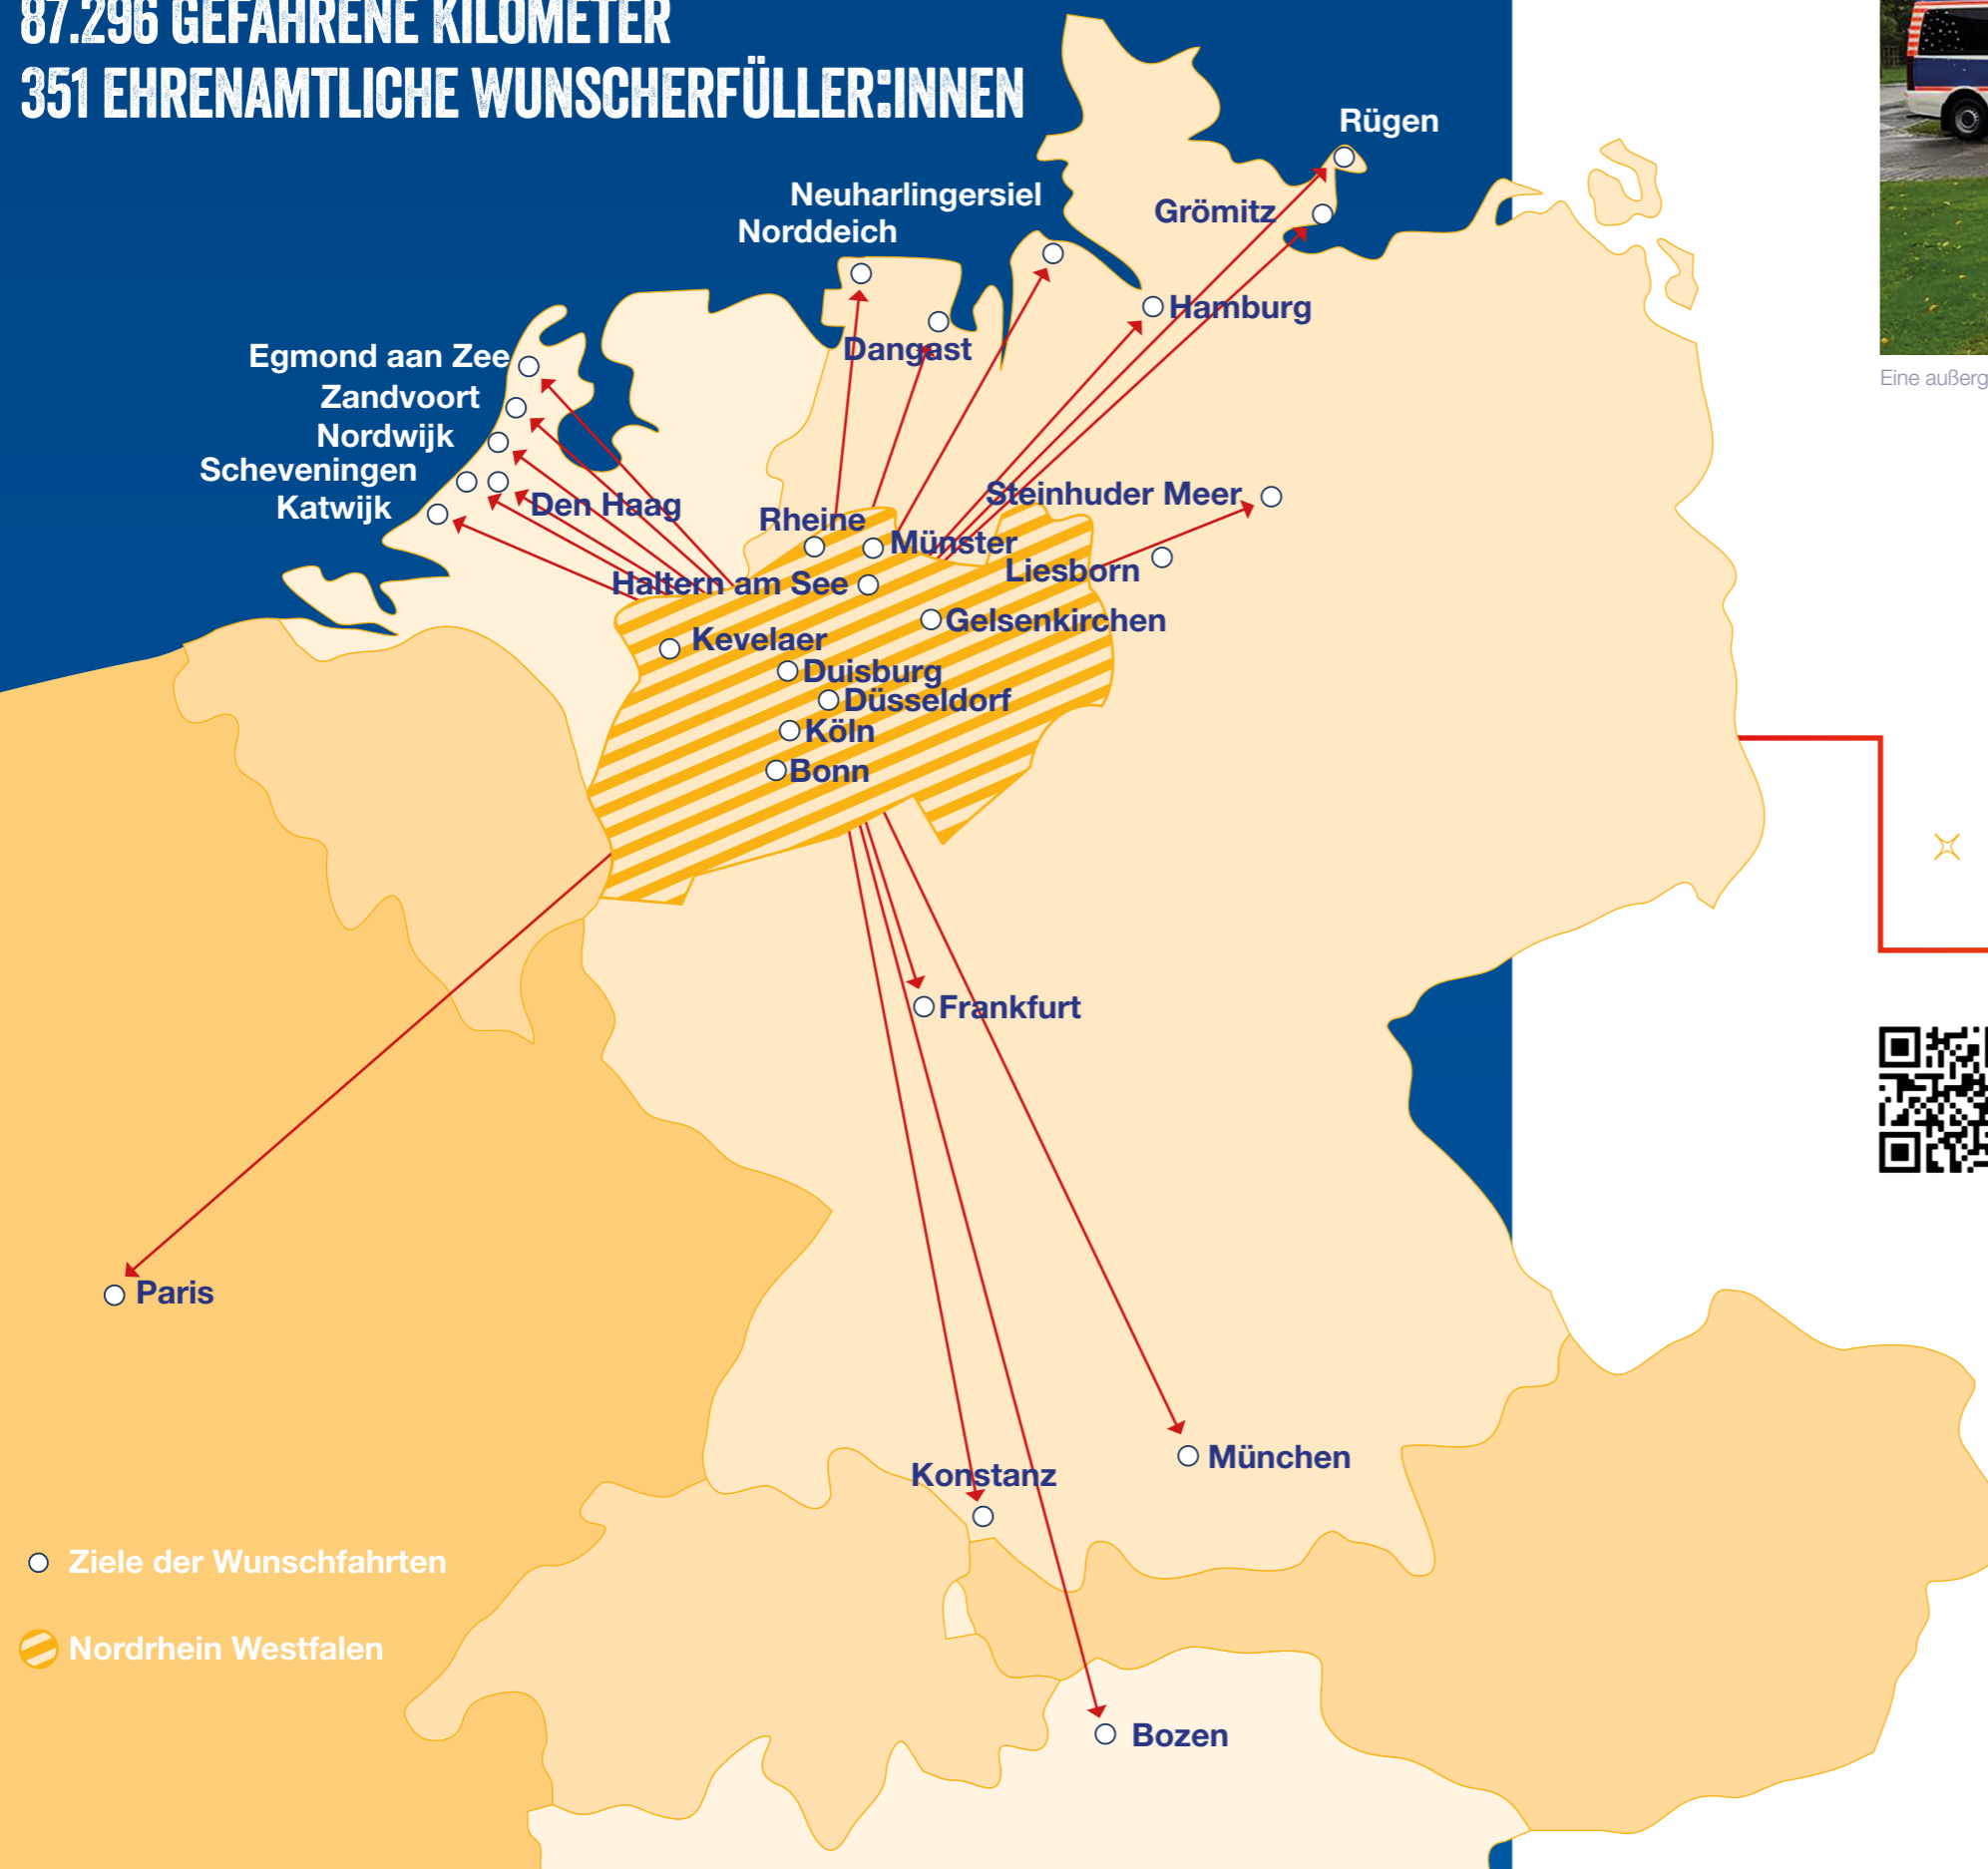 87.296 GEFAHRENE KILOMETER
351 EHRENAMTLICHE WUNSCHERFÜLLER:INNEN
Rügen
Neuharlingersiel
Grömitz
Norddeich
Hamburg
Dangast
Egmond aan Zee
Zandvoort
Nordwijk
Scheveningen
Katwijk
Den Haag
Steinhuder Meer
Rheine
Münster
Liesborn
Haltern am See
Gelsenkirchen
Kevelaer
Duisburg
Düsseldorf
Köln
Bonn
Frankfurt
Paris
München
Konstanz
Bozen
Ziele der Wunschfahrten
Nordrhein Westfalen
Eine